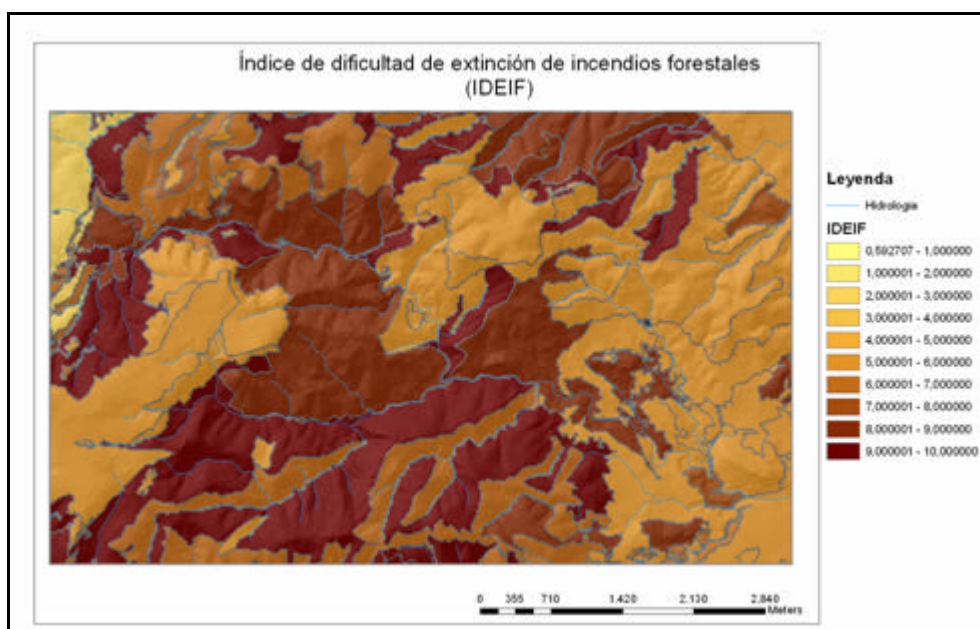 Índice de dificultad de extinción de incendios forestales
(IDEIF)
Leyenda
Hidrologia
IDEIF
0,592707 - 1,000000
1,000001 - 2,000000
2,000001 - 3,000000
3,000001 - 4,000000
4,000001 - 5,000000
5,000001 - 6,000000
6,000001 - 7,000000
7,000001 - 8,000000
8,000001 - 9,000000
9,000001 - 10,000000
0 355 710 1.420 2.130 2.840
Meters